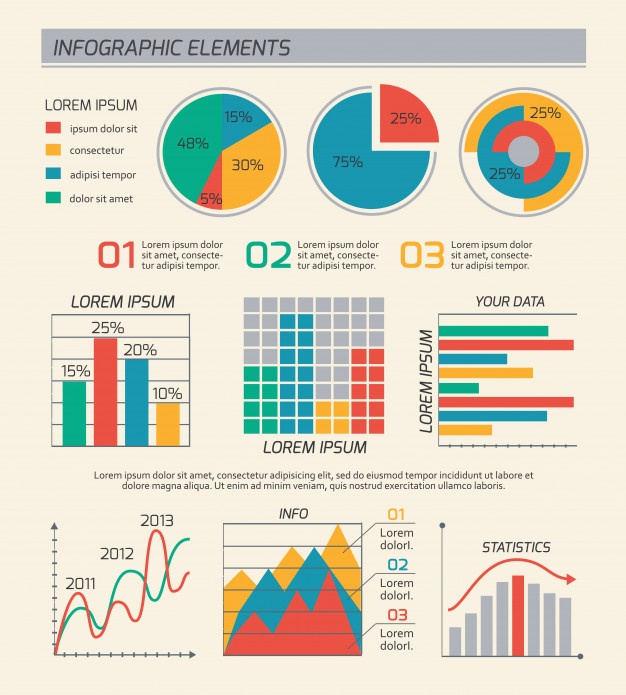 INFOGRAPHIC ELEMENTS
LOREM IPSUM
ipsum dolor sit
consectetur
adipisi tempor
dolor sit amet
15%
48%
30%
5%
25%
75%
25%
25%
01
Lorem ipsum dolor
sit amet, consecte-
tur adipisi tempor.
02
Lorem ipsum dolor
sit amet, consecte-
tur adipisi tempor.
03
Lorem ipsum dolor
sit amet, consecte-
tur adipisi tempor.
LOREM IPSUM
25%
20%
15%
10%
LOREM IPSUM
YOUR DATA
LOREM IPSUM
Lorem ipsum dolor sit amet, consectetur adipisicing elit, sed do eiusmod tempor incididunt ut labore et
dolore magna aliqua. Ut enim ad minim veniam, quis nostrud exercitation ullamco laboris.
2011
2012
2013
INFO
01
Lorem
dolorI.
02
Lorem
dolorI.
03
Lorem
dolorI.
STATISTICS